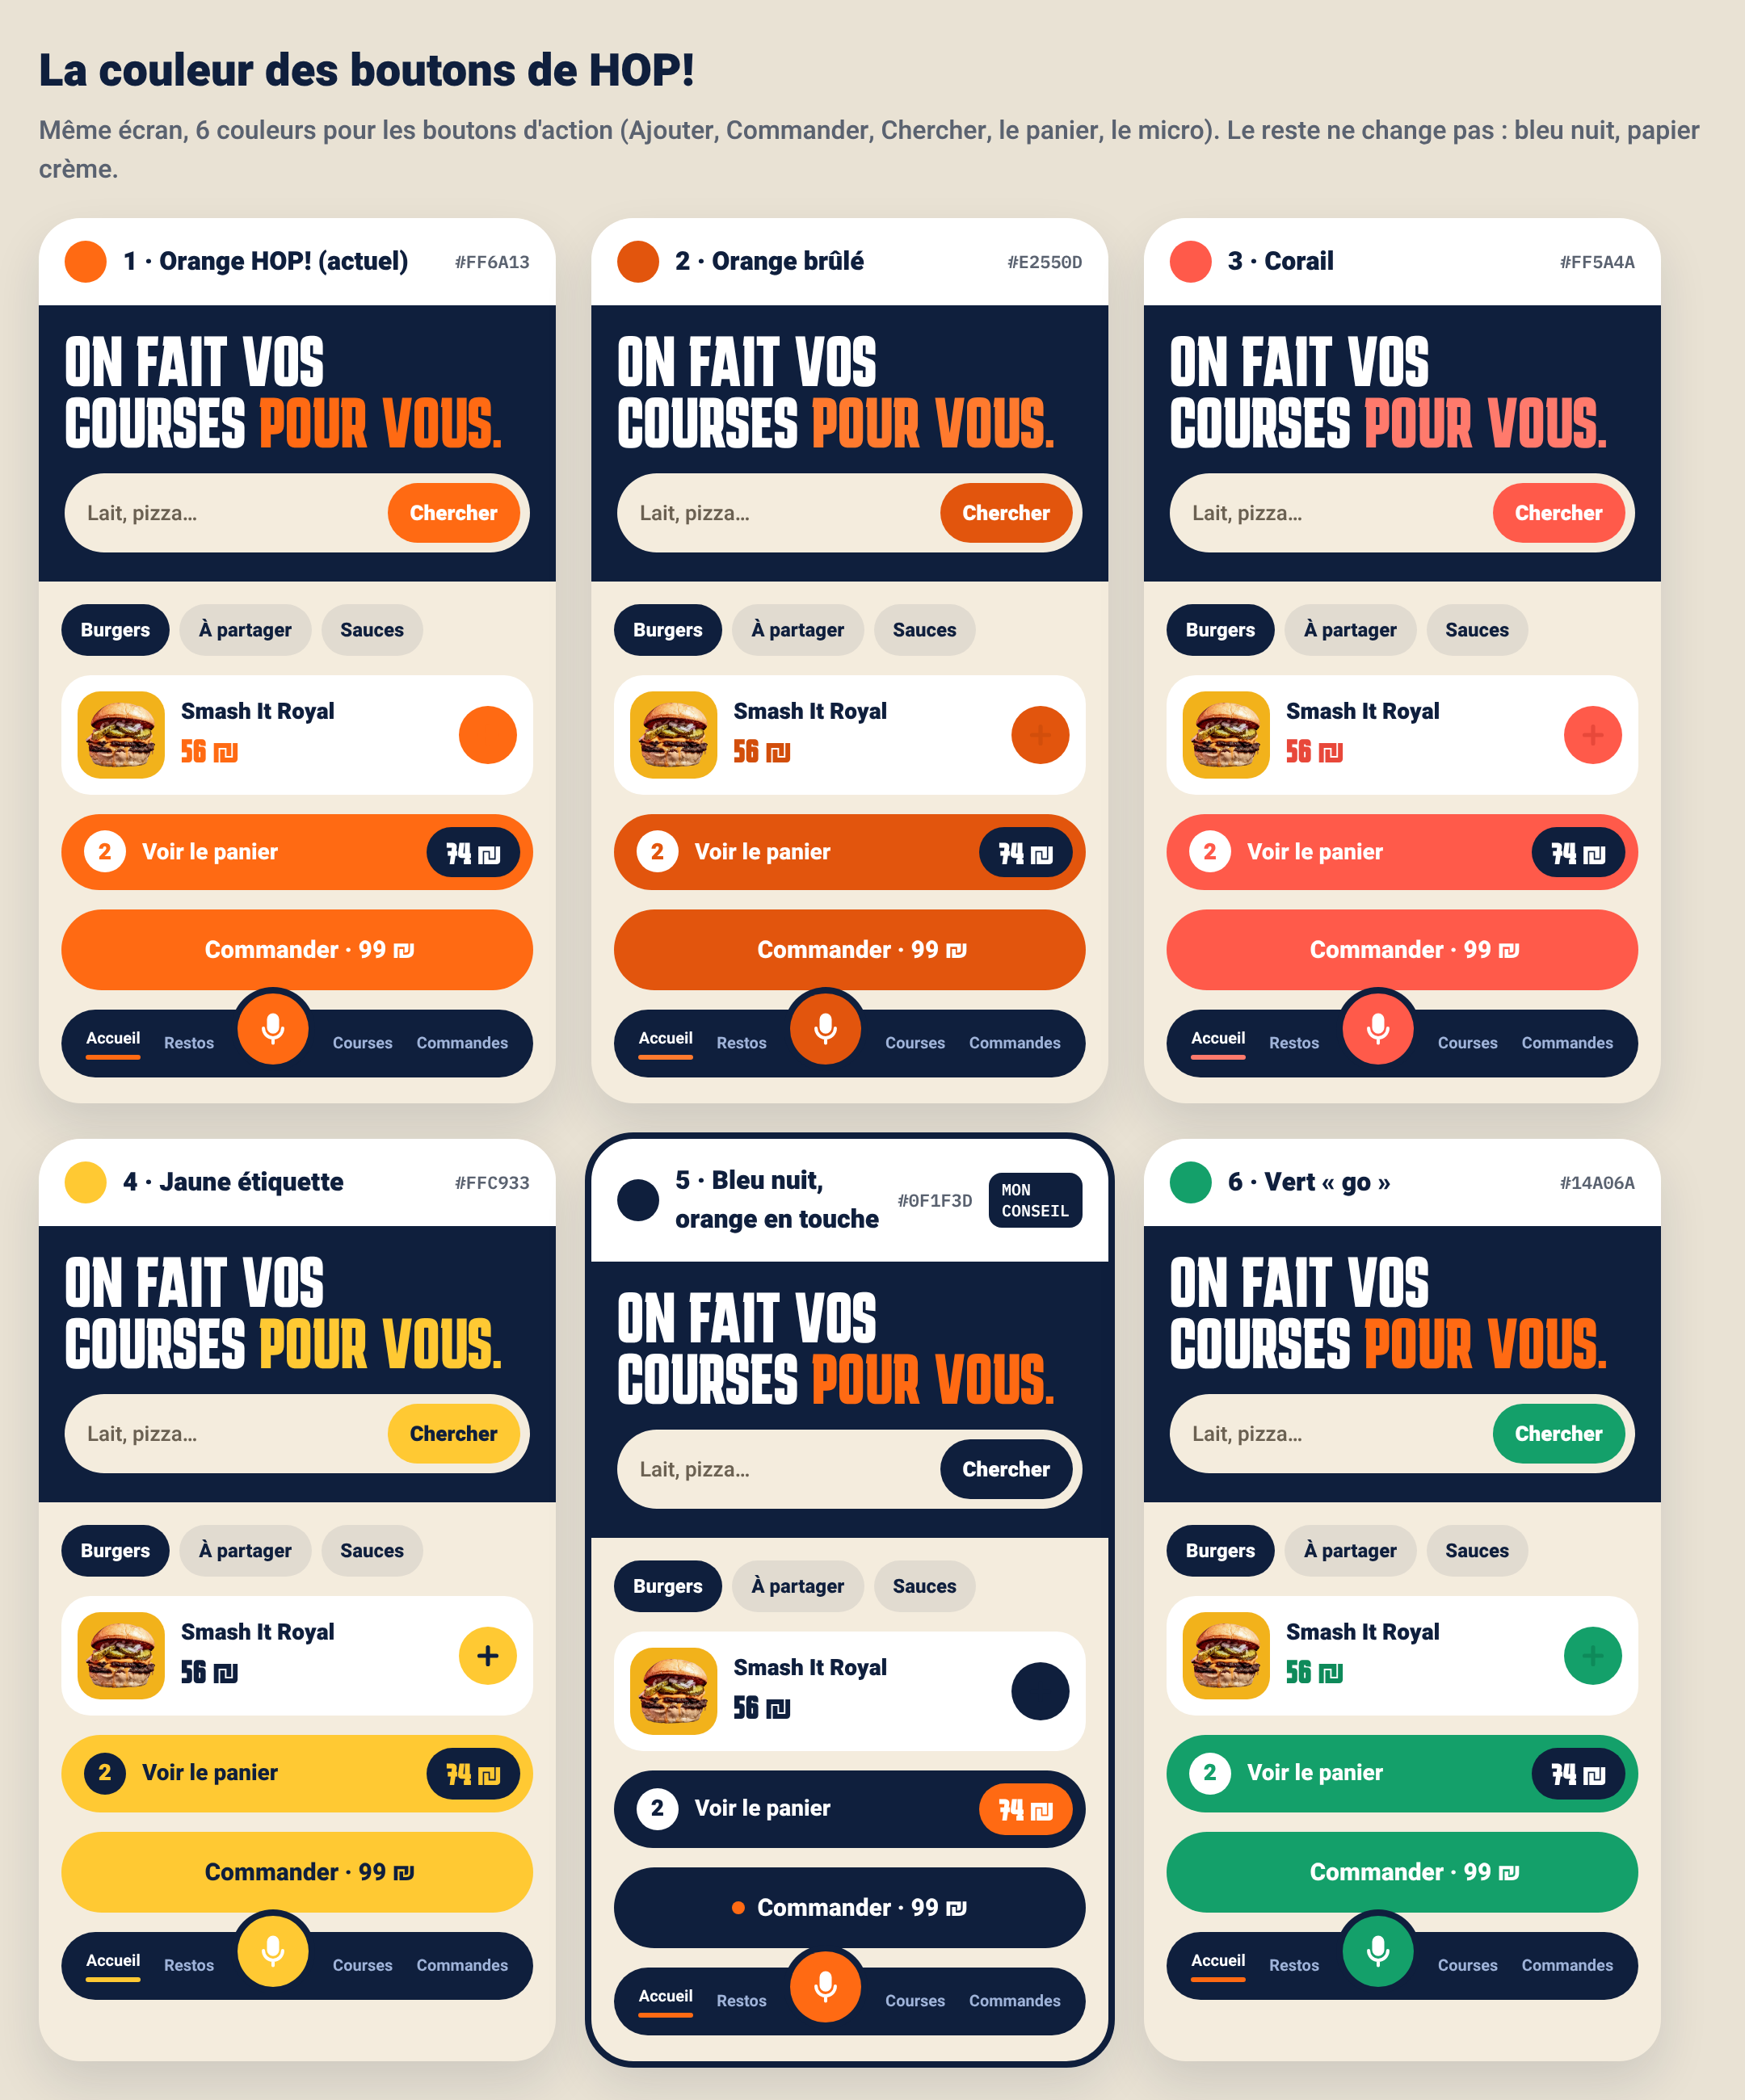 La couleur des boutons de HOP!
Même écran, 6 couleurs pour les boutons d'action (Ajouter, Commander, Chercher, le panier, le micro). Le reste ne change pas : bleu nuit, papier
crème.
1 · Orange HOP! (actuel) #FF6A13
ON FAIT VOS
COURSES POUR VOUS.
Lait, pizza... Chercher
Burgers À partager Sauces
Smash It Royal
56 ₪
2 Voir le panier 74 ₪
Commander · 99 ₪
Accueil Restos Courses Commandes
2 · Orange brûlé #E2550D
ON FAIT VOS
COURSES POUR VOUS.
Lait, pizza... Chercher
Burgers À partager Sauces
Smash It Royal
56 ₪ +
2 Voir le panier 74 ₪
Commander · 99 ₪
Accueil Restos Courses Commandes
3 · Corail #FF5A4A
ON FAIT VOS
COURSES POUR VOUS.
Lait, pizza... Chercher
Burgers À partager Sauces
Smash It Royal
56 ₪ +
2 Voir le panier 74 ₪
Commander · 99 ₪
Accueil Restos Courses Commandes
4 · Jaune étiquette #FFC933
ON FAIT VOS
COURSES POUR VOUS.
Lait, pizza... Chercher
Burgers À partager Sauces
Smash It Royal
56 ₪ +
2 Voir le panier 74 ₪
Commander · 99 ₪
Accueil Restos Courses Commandes
5 · Bleu nuit,
orange en touche #0F1F3D
MON
CONSEIL
ON FAIT VOS
COURSES POUR VOUS.
Lait, pizza... Chercher
Burgers À partager Sauces
Smash It Royal
56 ₪
2 Voir le panier 74 ₪
Commander · 99 ₪
Accueil Restos Courses Commandes
6 · Vert « go » #14A06A
ON FAIT VOS
COURSES POUR VOUS.
Lait, pizza... Chercher
Burgers À partager Sauces
Smash It Royal
56 ₪ +
2 Voir le panier 74 ₪
Commander · 99 ₪
Accueil Restos Courses Commandes